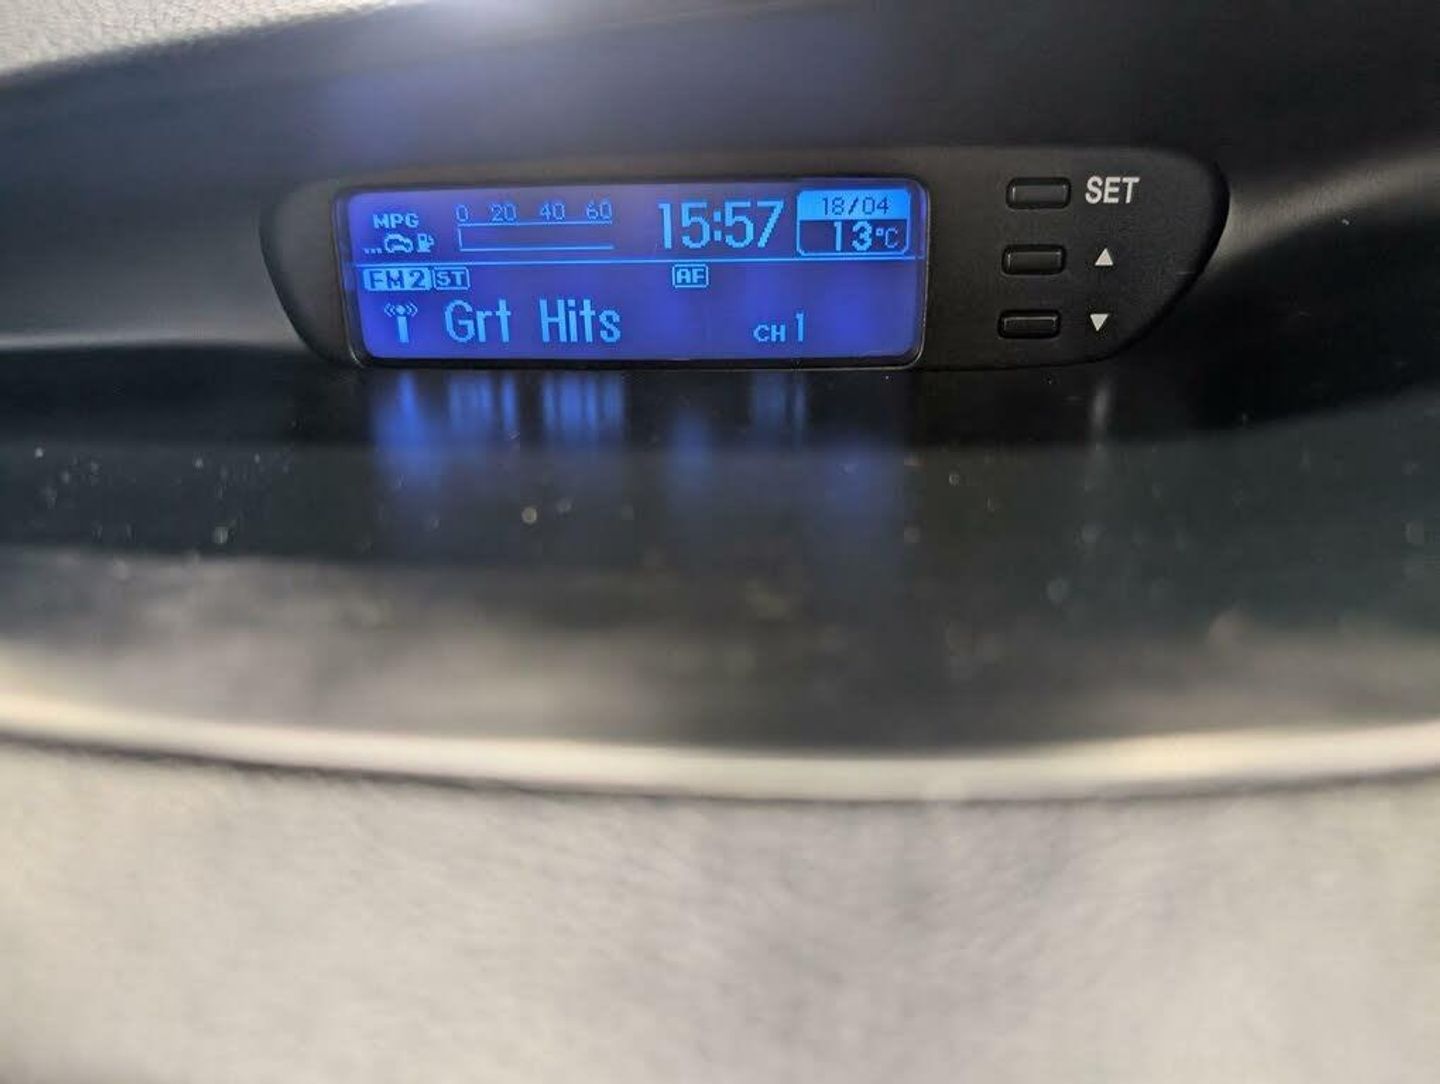 MPG 0 20 40 60 15:57 18/04
13°C
FM2 ST AF
Grt Hits CH 1
SET